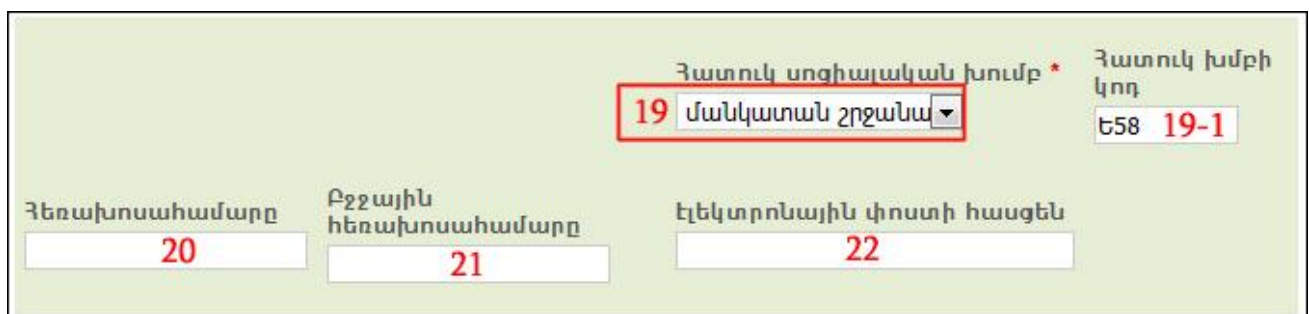 Հատուկ սոցիալական խումբ *
Հատուկ խմբի
կոդ
19 մանկատան շրջանա
Ե58 19-1
Հեռախոսահամարը
Բջջային
հեռախոսահամարը
Էլեկտրոնային փոստի հասցեն
20
21
22